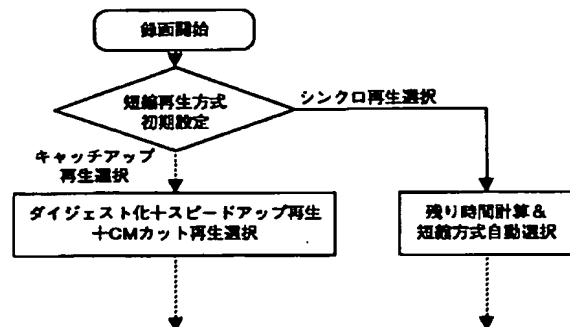 録画開始
短縮再生方式
初期設定
シンクロ再生選択
キャッチアップ
再生選択
ダイジェスト化＋スピードアップ再生
＋CMカット再生選択
残り時間計算＆
短縮方式自動選択